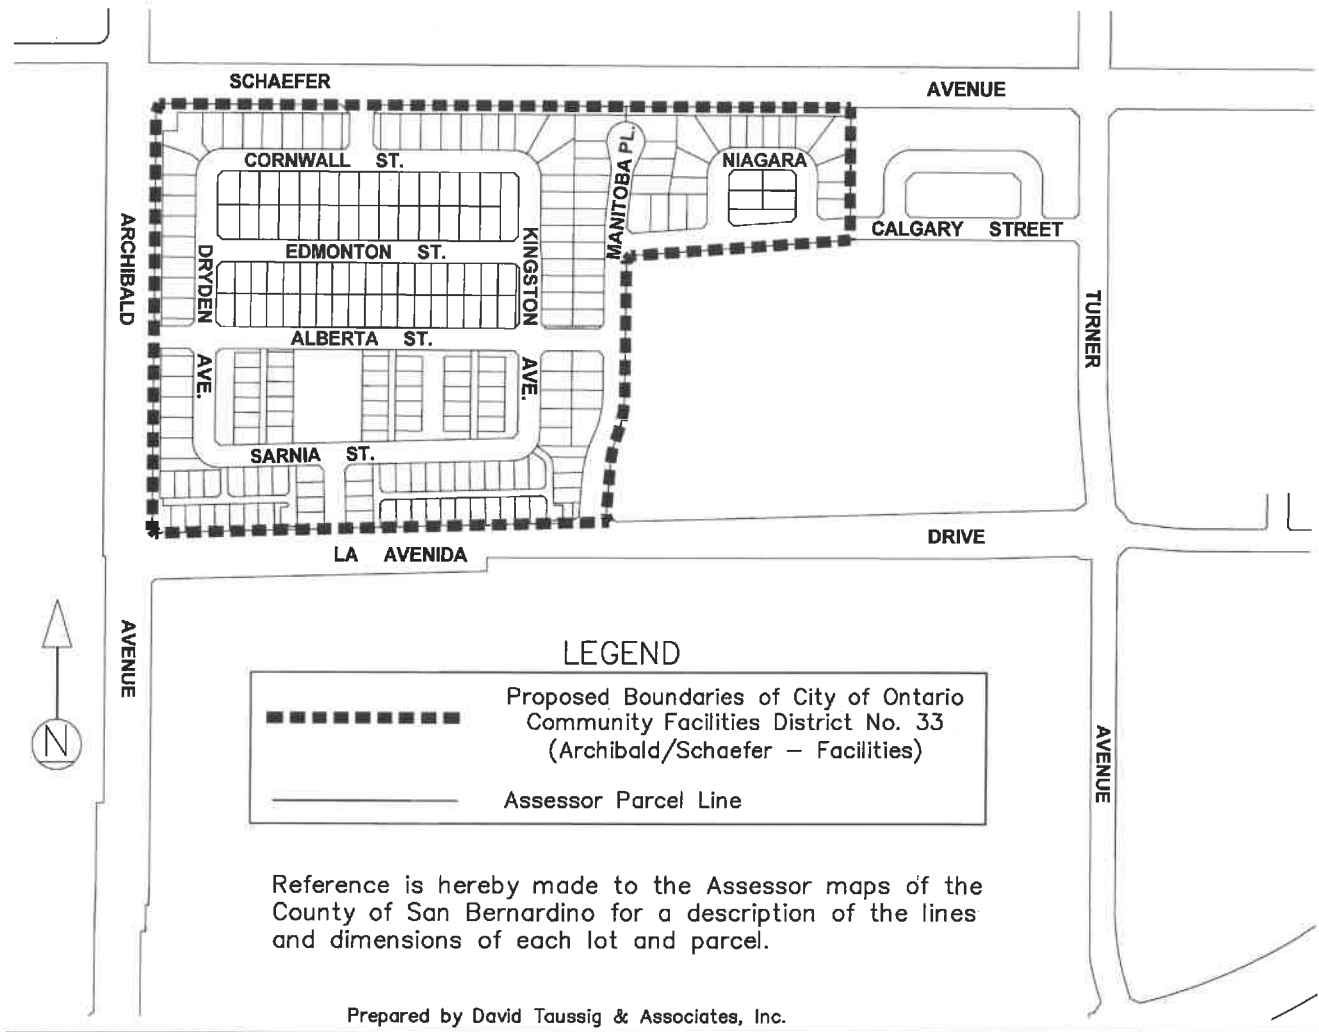 SCHAEFER AVENUE
CORNWALL ST.
MANITOBA PL.
NIAGARA
ARCHIBALD
DRYDEN
EDMONTON ST.
KINGSTON
CALGARY STREET
TURNER
ALBERTA ST.
AVE.
AVE.
SARNIA ST.
LA AVENIDA DRIVE
AVENUE
N
AVENUE
LEGEND
Proposed Boundaries of City of Ontario
Community Facilities District No. 33
(Archibald/Schaefer – Facilities)
Assessor Parcel Line
Reference is hereby made to the Assessor maps of the
County of San Bernardino for a description of the lines
and dimensions of each lot and parcel.
Prepared by David Taussig & Associates, Inc.